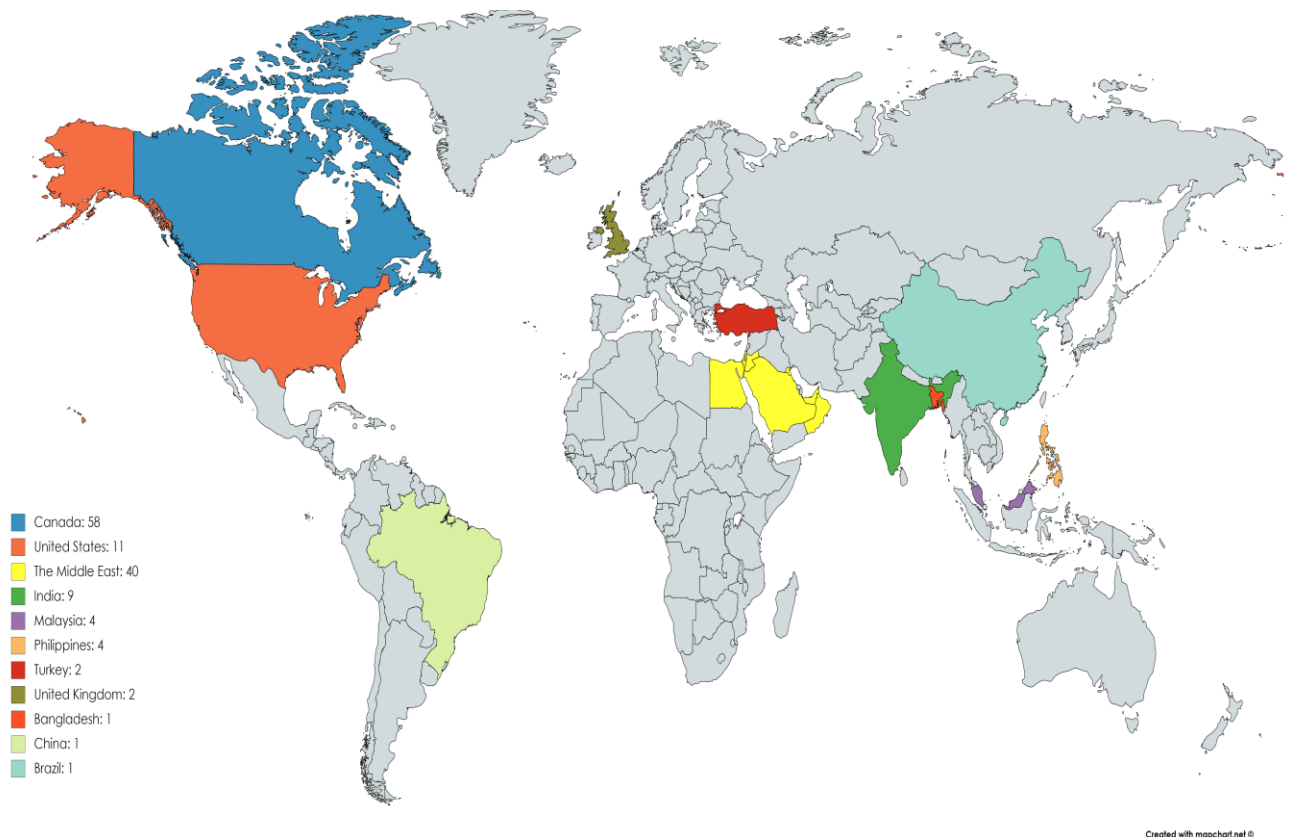 Canada: 58
United States: 11
The Middle East: 40
India: 9
Malaysia: 4
Philippines: 4
Turkey: 2
United Kingdom: 2
Bangladesh: 1
China: 1
Brazil: 1
Created with mapchart.net ©